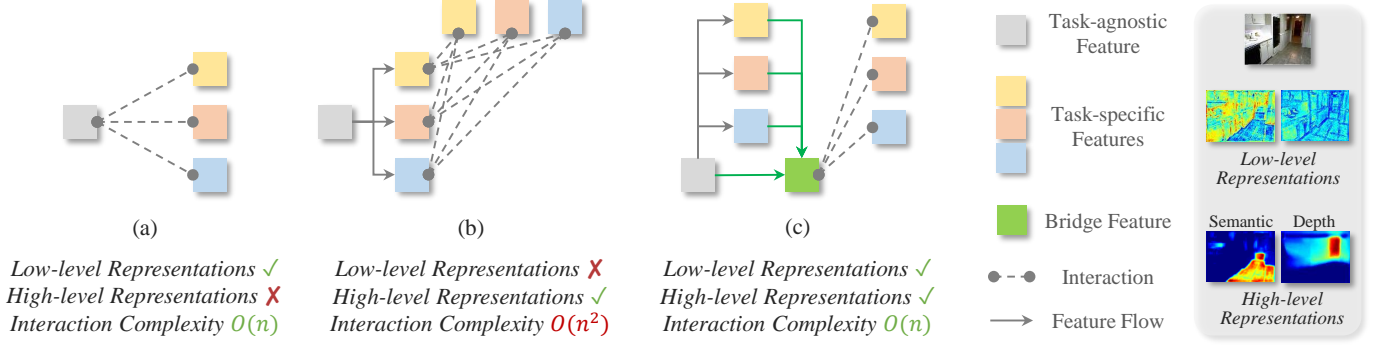 (a)
Low-level Representations ✓
High-level Representations ✗
Interaction Complexity O(n)
(b)
Low-level Representations ✗
High-level Representations ✓
Interaction Complexity O(n²)
(c)
Low-level Representations ✓
High-level Representations ✓
Interaction Complexity O(n)
Task-agnostic
Feature
Task-specific
Features
Bridge Feature
Interaction
Feature Flow
Low-level
Representations
Semantic Depth
High-level
Representations